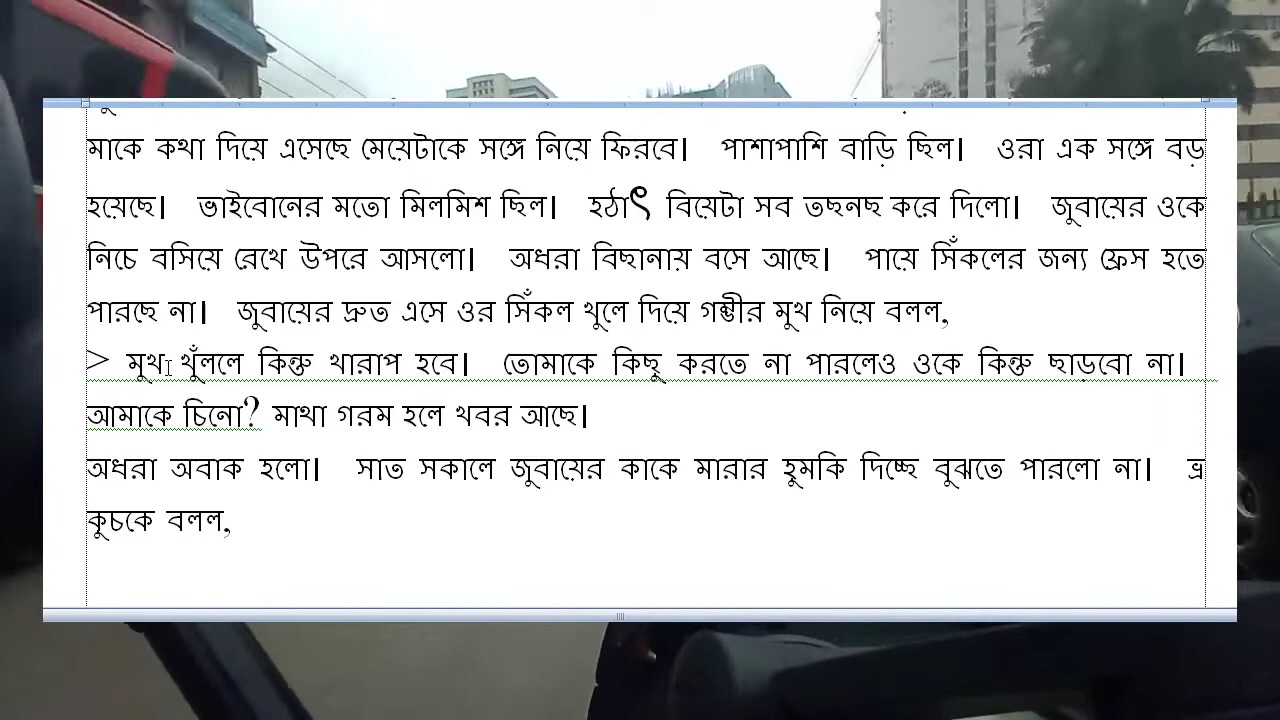 মাকে কথা দিয়ে এসেছে মেয়েটাকে সঙ্গে নিয়ে ফিরবে। পাশাপাশি বাড়ি ছিল। ওরা এক সঙ্গে বড়
হয়েছে। ভাইবোনের মতো মিলমিশ ছিল। হঠাৎ বিয়েটা সব তছনছ করে দিলো। জুবায়ের ওকে
নিচে বসিয়ে রেখে উপরে আসলো। অধরা বিছানায় বসে আছে। পায়ে সিঁকলের জন্য ফ্রেস হতে
পারছে না। জুবায়ের দ্রুত এসে ওর সিঁকল খুলে দিয়ে গম্ভীর মুখ নিয়ে বলল,
> মুখ খুঁললে কিন্তু খারাপ হবে। তোমাকে কিছু করতে না পারলেও ওকে কিন্তু ছাড়বো না।
আমাকে চিনো? মাথা গরম হলে খবর আছে।
অধরা অবাক হলো। সাত সকালে জুবায়ের কাকে মারার হুমকি দিচ্ছে বুঝতে পারলো না। ভ্র
কুচকে বলল,